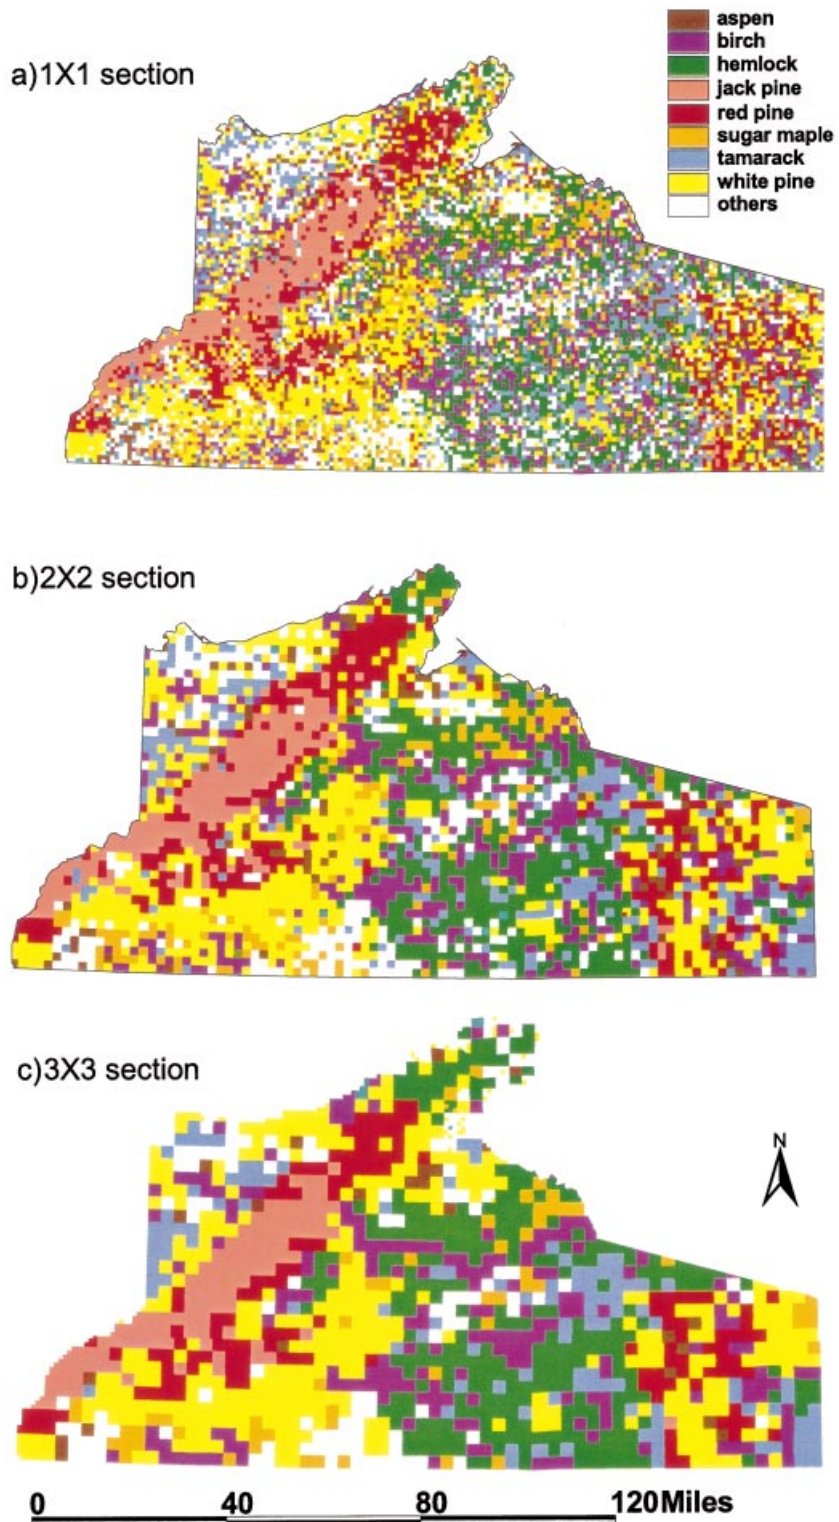 aspen
birch
a)1X1 section
hemlock
jack pine
red pine
sugar maple
tamarack
white pine
others
b)2X2 section
c)3X3 section
N
0 40 80 120Miles